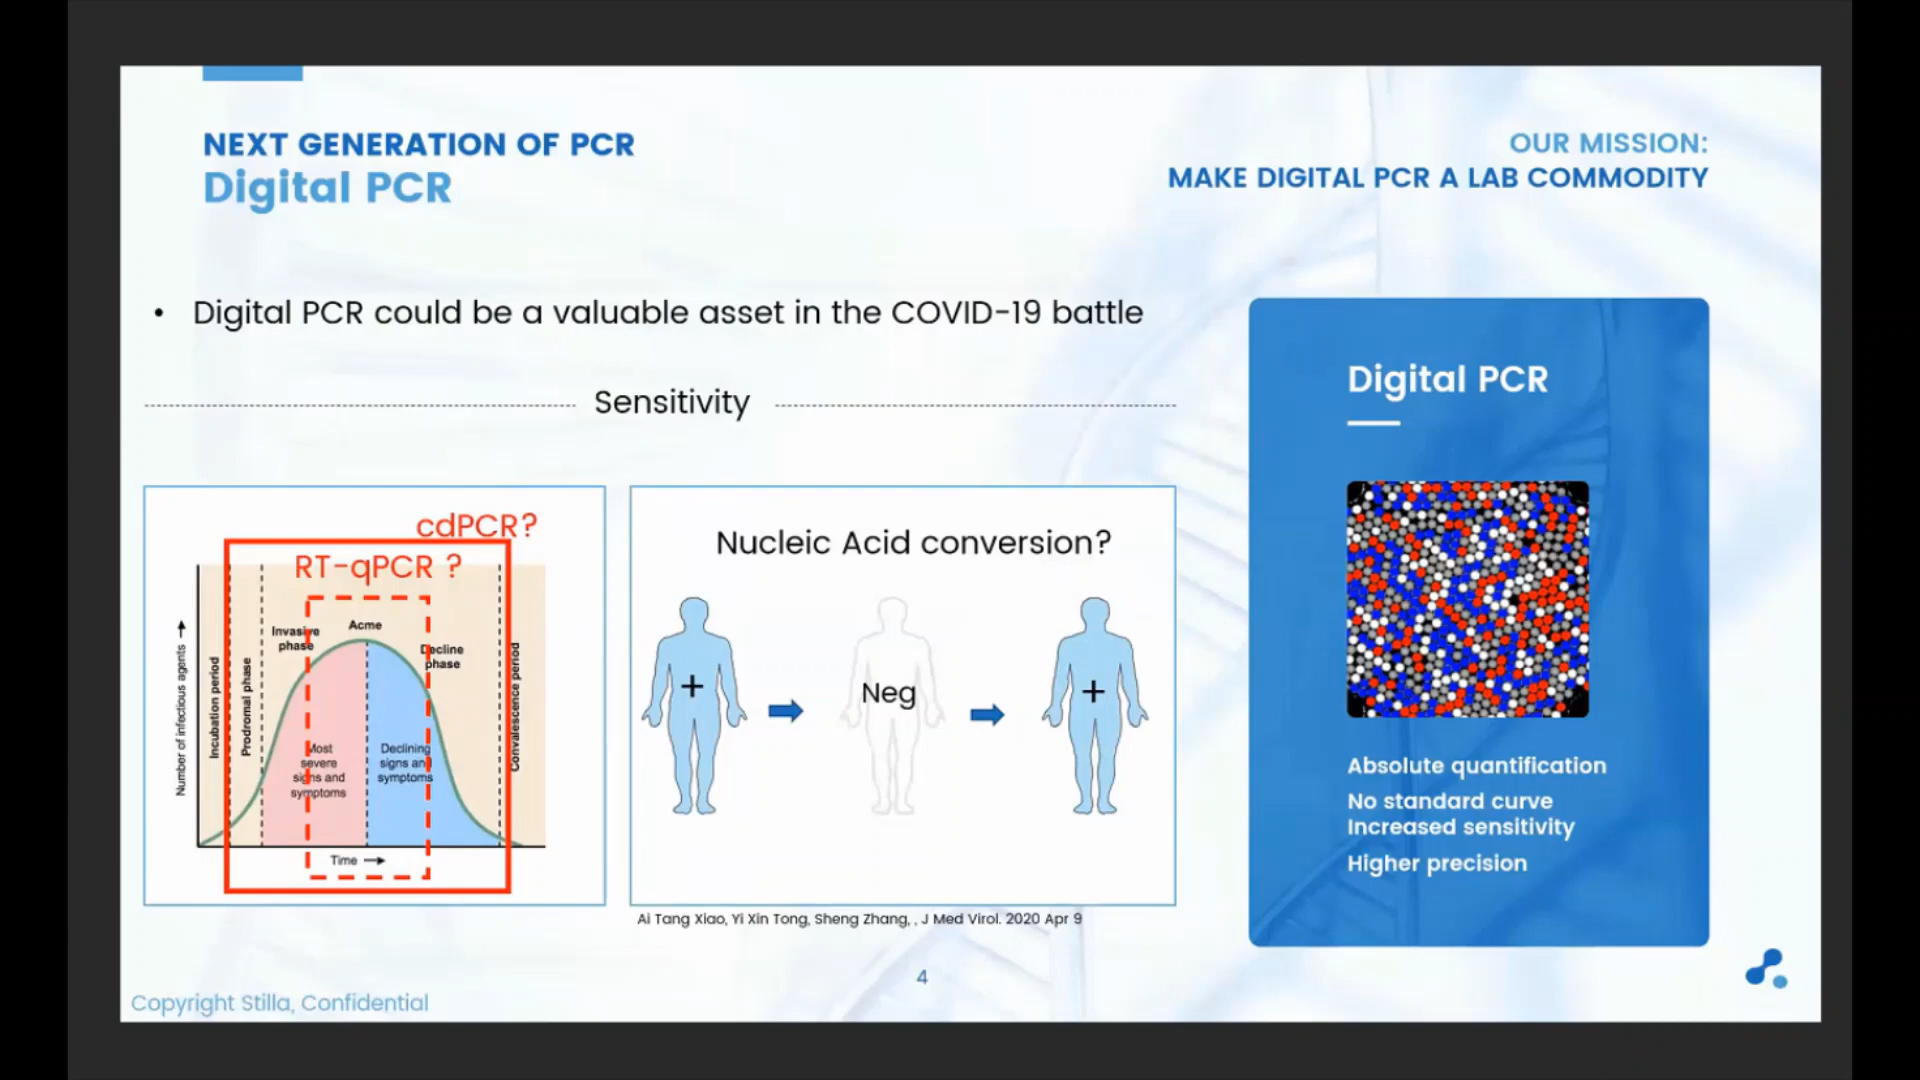 NEXT GENERATION OF PCR
Digital PCR
OUR MISSION:
MAKE DIGITAL PCR A LAB COMMODITY
• Digital PCR could be a valuable asset in the COVID-19 battle
Sensitivity
cdPCR?
RT-qPCR ?
Number of infectious agents
Incubation period
Prodromal phase
Invasive
phase
Acme
Decline
phase
Convalescence period
Most
severe
signs and
symptoms
Declining
signs and
symptoms
Time
Nucleic Acid conversion?
+
Neg
+
Ai Tang Xiao, Yi Xin Tong, Sheng Zhang, , J Med Virol. 2020 Apr 9
Digital PCR
Absolute quantification
No standard curve
Increased sensitivity
Higher precision
4
Copyright Stilla, Confidential